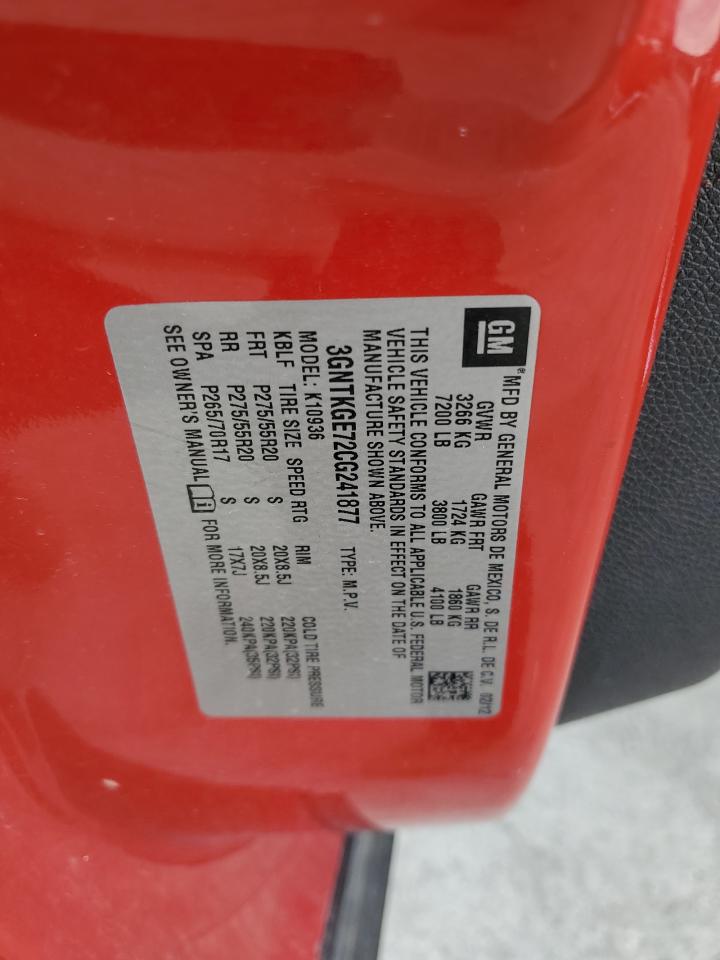 GM ® MFD BY GENERAL MOTORS DE MEXICO, S. DE R.L. DE C.V. 02/12
GVWR GAWR FRT GAWR RR
3266 KG 1724 KG 1860 KG
7200 LB 3800 LB 4100 LB
THIS VEHICLE CONFORMS TO ALL APPLICABLE U.S. FEDERAL MOTOR
VEHICLE SAFETY STANDARDS IN EFFECT ON THE DATE OF
MANUFACTURE SHOWN ABOVE.
3GNTKGE72CG241877 TYPE: M.P.V.
MODEL: K10936
KBLF TIRE SIZE SPEED RTG RIM COLD TIRE PRESSURE
FRT P275/55R20 S 20X8.5J 220KPA(32PSI)
RR P275/55R20 S 20X8.5J 220KPA(32PSI)
SPA P265/70R17 S 17X7J 240KPA(35PSI)
SEE OWNER'S MANUAL FOR MORE INFORMATION.